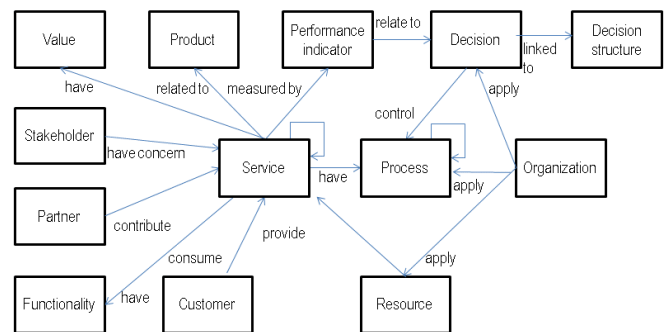 Value
Product
Performance
indicator
relate to
Decision
linked
to
Decision
structure
have
related to
measured by
control
apply
Stakeholder
have concern
Service
have
Process
apply
Organization
Partner
contribute
provide
consume
apply
Functionality
have
Customer
Resource